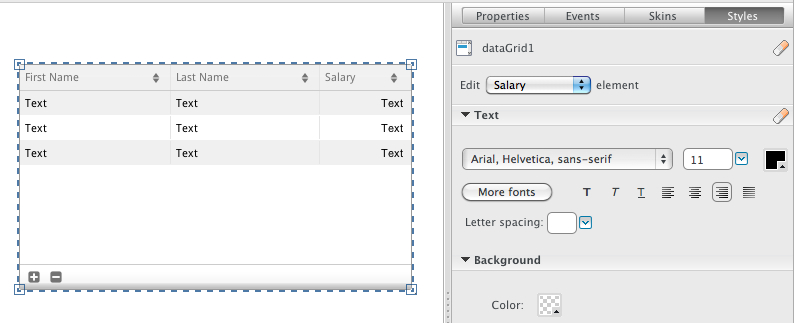 Properties Events Skins Styles
dataGrid1
Edit Salary element
Text
Arial, Helvetica, sans-serif 11
More fonts T T T
Letter spacing:
Background
Color:
First Name Last Name Salary
Text Text Text
Text Text Text
Text Text Text